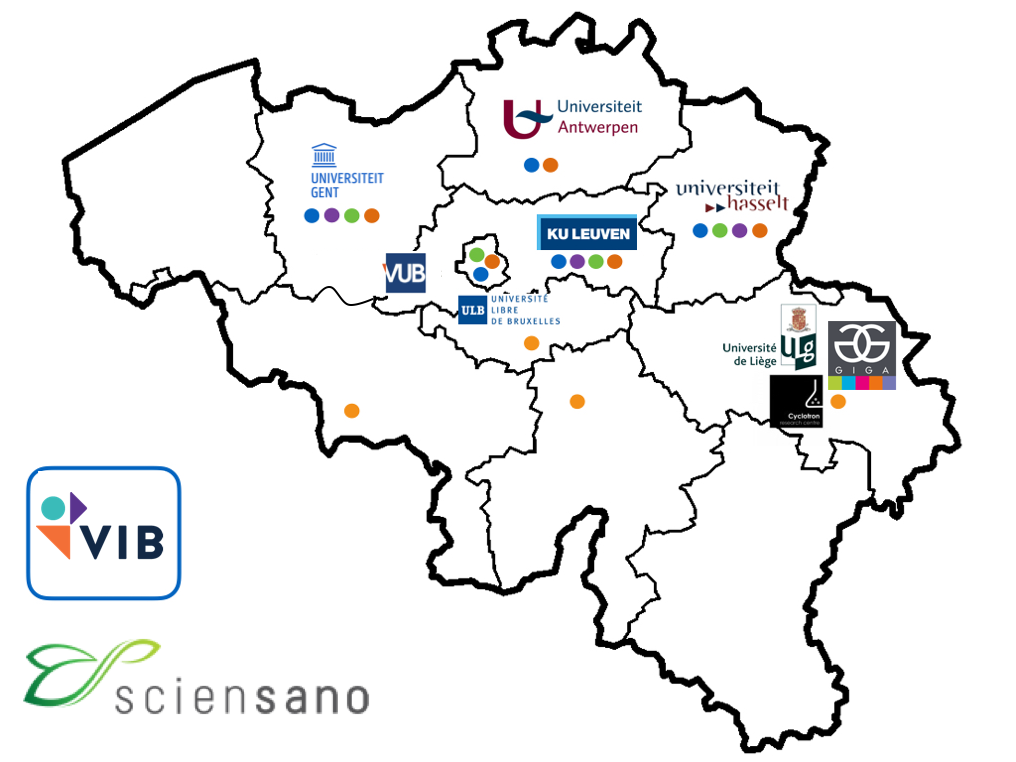 Universiteit
Antwerpen
UNIVERSITEIT
GENT
universiteit
hasselt
KU LEUVEN
VUB
ULB
UNIVERSITÉ
LIBRE
DE BRUXELLES
Université
de Liège
ULg
GIGA
Cyclotron
research centre
VIB
sciensano